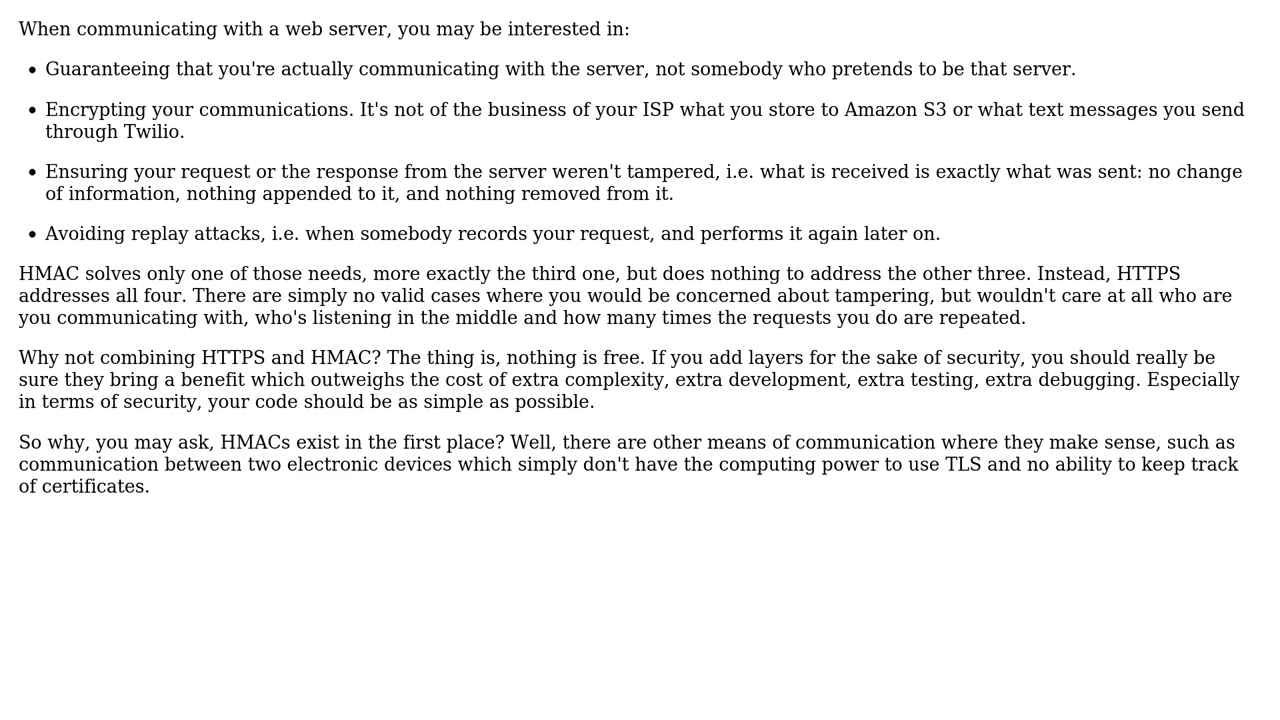 When communicating with a web server, you may be interested in:
• Guaranteeing that you're actually communicating with the server, not somebody who pretends to be that server.
• Encrypting your communications. It's not of the business of your ISP what you store to Amazon S3 or what text messages you send
through Twilio.
• Ensuring your request or the response from the server weren't tampered, i.e. what is received is exactly what was sent: no change
of information, nothing appended to it, and nothing removed from it.
• Avoiding replay attacks, i.e. when somebody records your request, and performs it again later on.
HMAC solves only one of those needs, more exactly the third one, but does nothing to address the other three. Instead, HTTPS
addresses all four. There are simply no valid cases where you would be concerned about tampering, but wouldn't care at all who are
you communicating with, who's listening in the middle and how many times the requests you do are repeated.
Why not combining HTTPS and HMAC? The thing is, nothing is free. If you add layers for the sake of security, you should really be
sure they bring a benefit which outweighs the cost of extra complexity, extra development, extra testing, extra debugging. Especially
in terms of security, your code should be as simple as possible.
So why, you may ask, HMACs exist in the first place? Well, there are other means of communication where they make sense, such as
communication between two electronic devices which simply don't have the computing power to use TLS and no ability to keep track
of certificates.